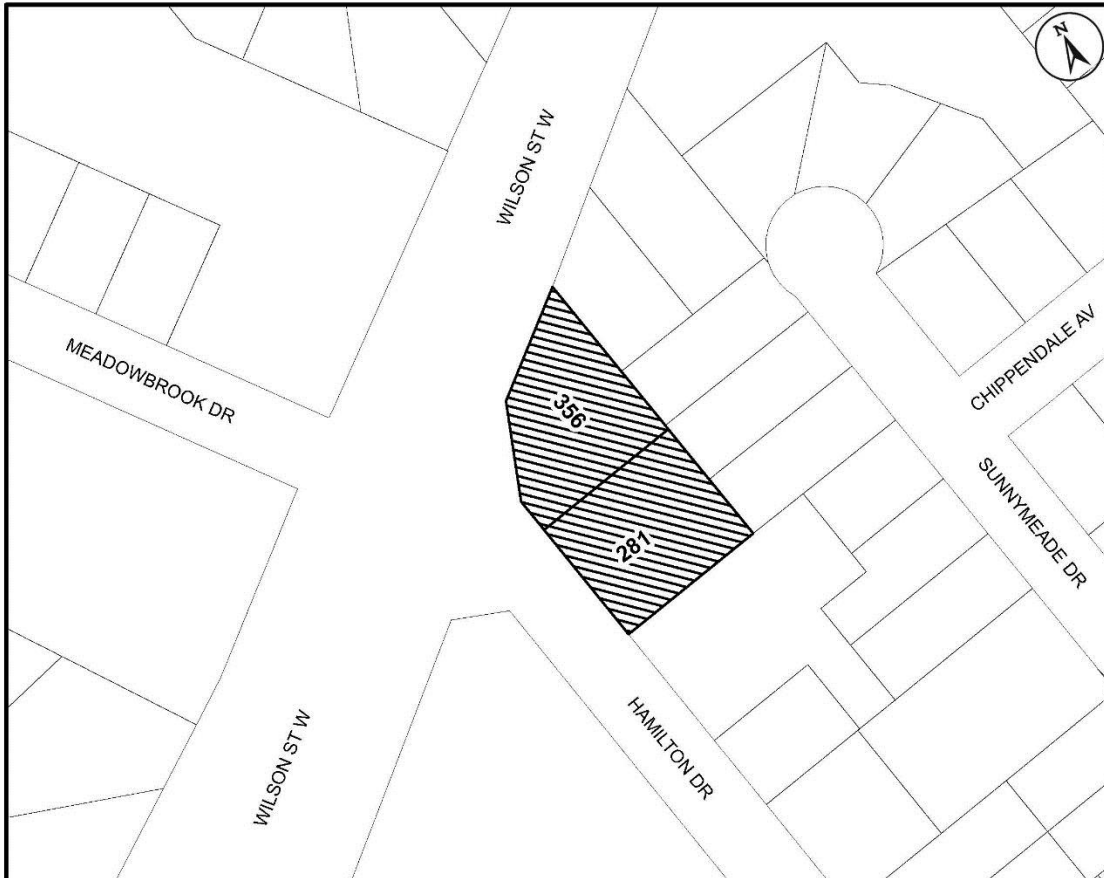 N
WILSON ST W
MEADOWBROOK DR
CHIPPENDALE AV
356
SUNNYMEADE DR
281
HAMILTON DR
WILSON ST W